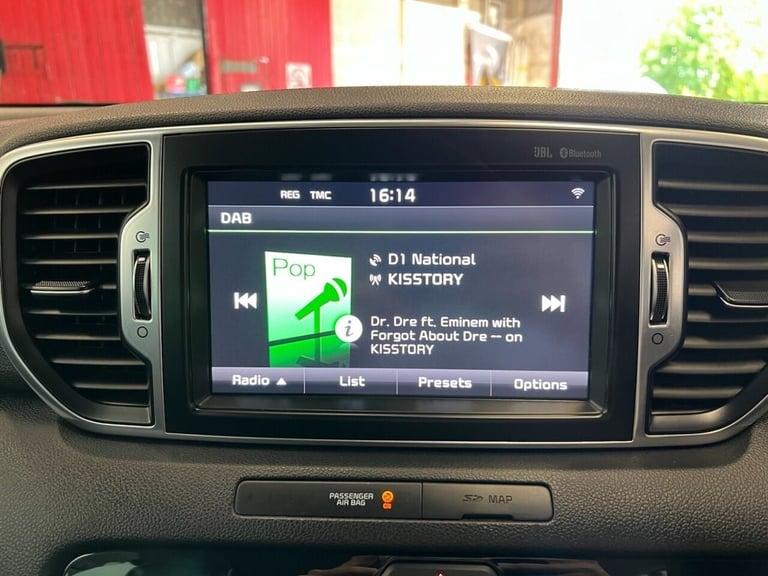 JBL Bluetooth
REG TMC 16:14
DAB
Pop
D1 National
KISSTORY
i
Dr. Dre ft. Eminem with
Forgot About Dre -- on
KISSTORY
Radio List Presets Options
PASSENGER
AIR BAG
SD MAP